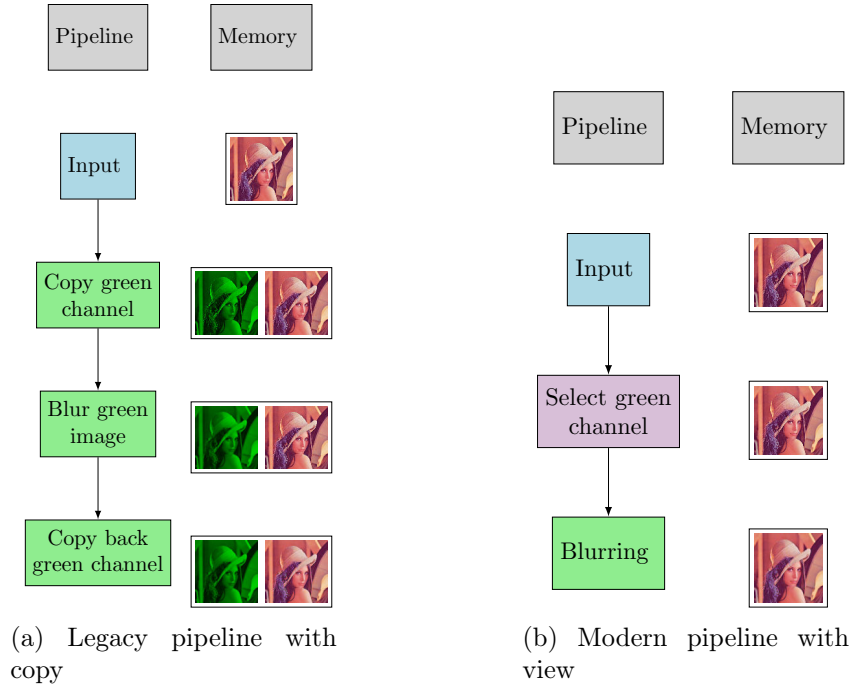 Pipeline
Memory
Input
Copy green
channel
Blur green
image
Copy back
green channel
(a) Legacy pipeline with
copy
Pipeline
Memory
Input
Select green
channel
Blurring
(b) Modern pipeline with
view